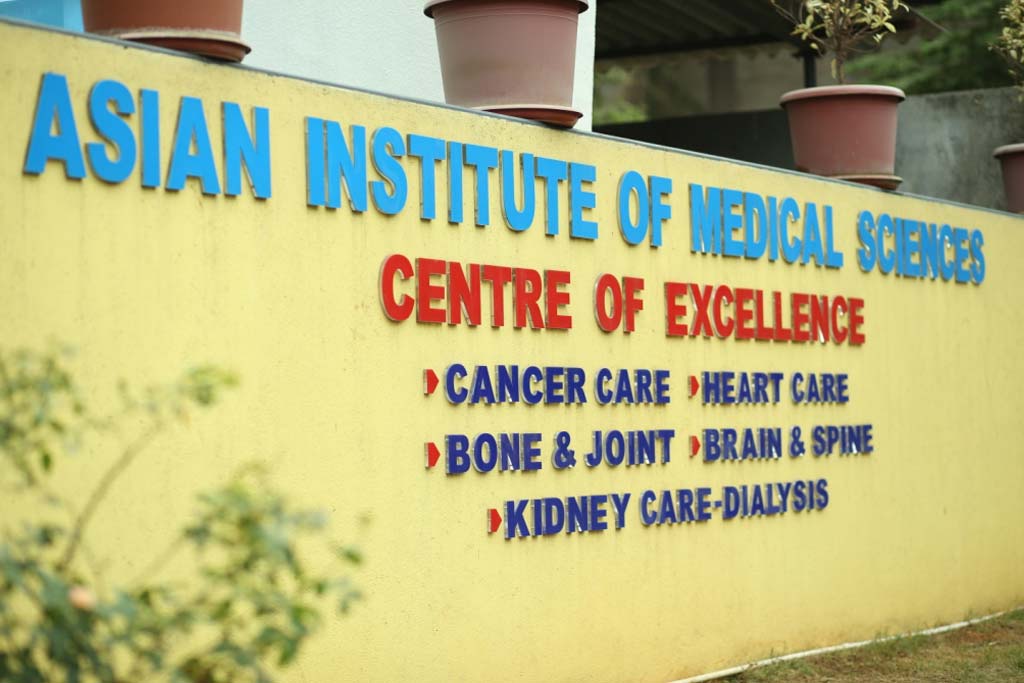 ASIAN INSTITUTE OF MEDICAL SCIENCES
CENTRE OF EXCELLENCE
CANCER CARE HEART CARE
BONE & JOINT BRAIN & SPINE
KIDNEY CARE-DIALYSIS